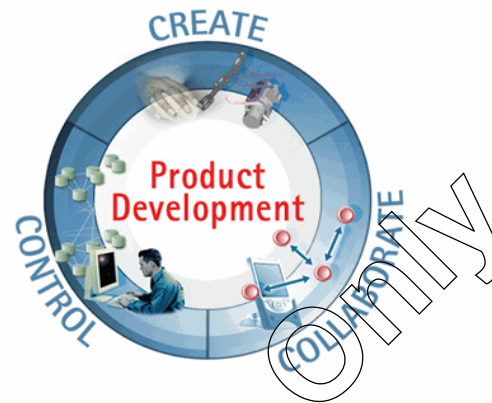 CREATE
Product
Development
CONTROL
COLLABORATE
Only